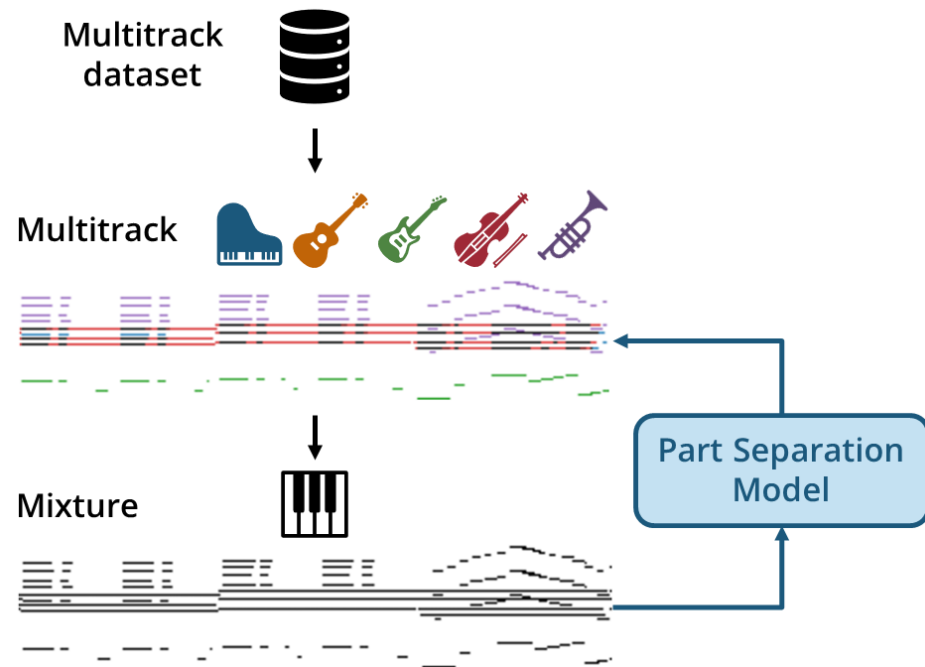 Multitrack
dataset
Multitrack
Part Separation
Model
Mixture